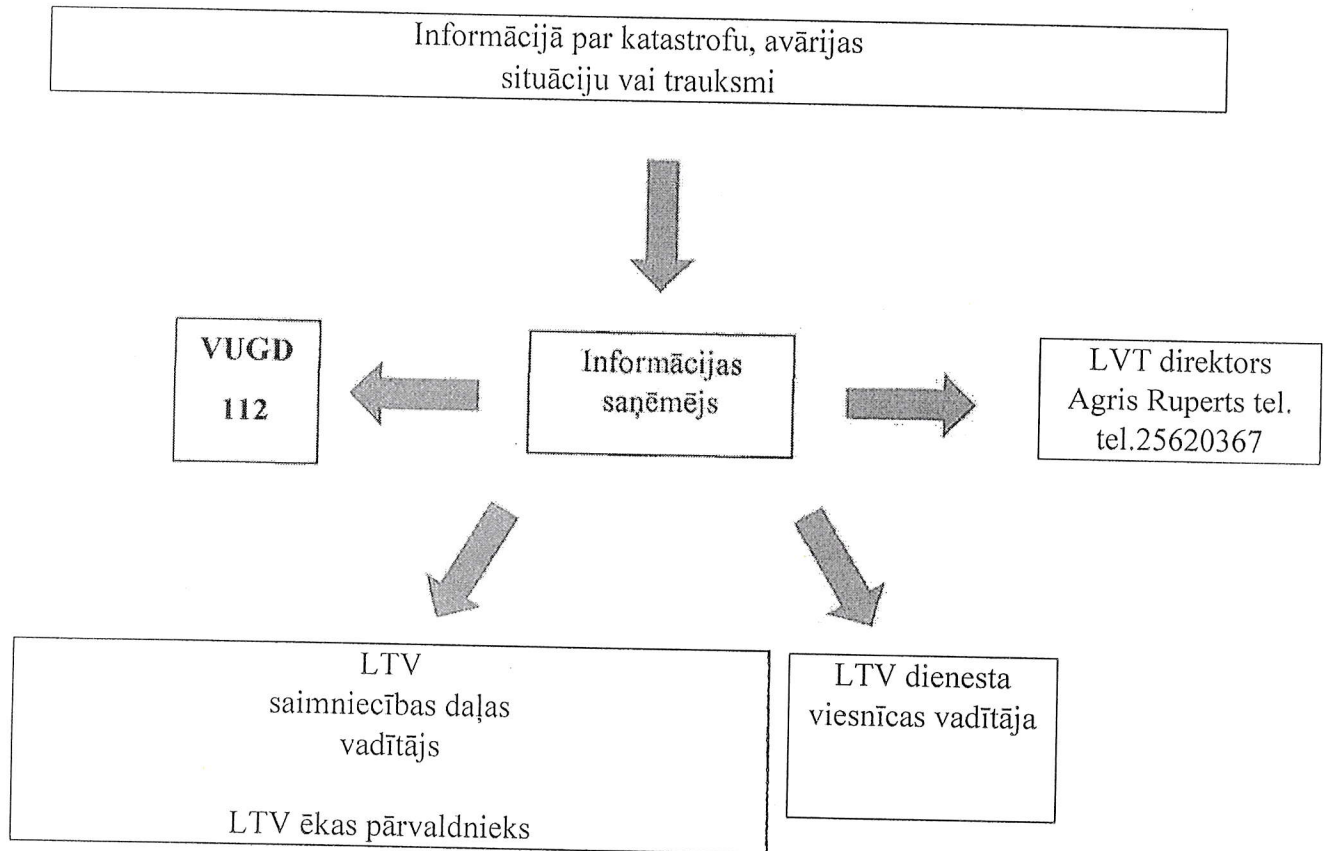 Informācijā par katastrofu, avārijas
situāciju vai trauksmi
VUGD
112
Informācijas
saņēmējs
LVT direktors
Agris Ruperts tel.
tel.25620367
LTV
saimniecības daļas
vadītājs
LTV ēkas pārvaldnieks
LTV dienesta
viesnīcas vadītāja